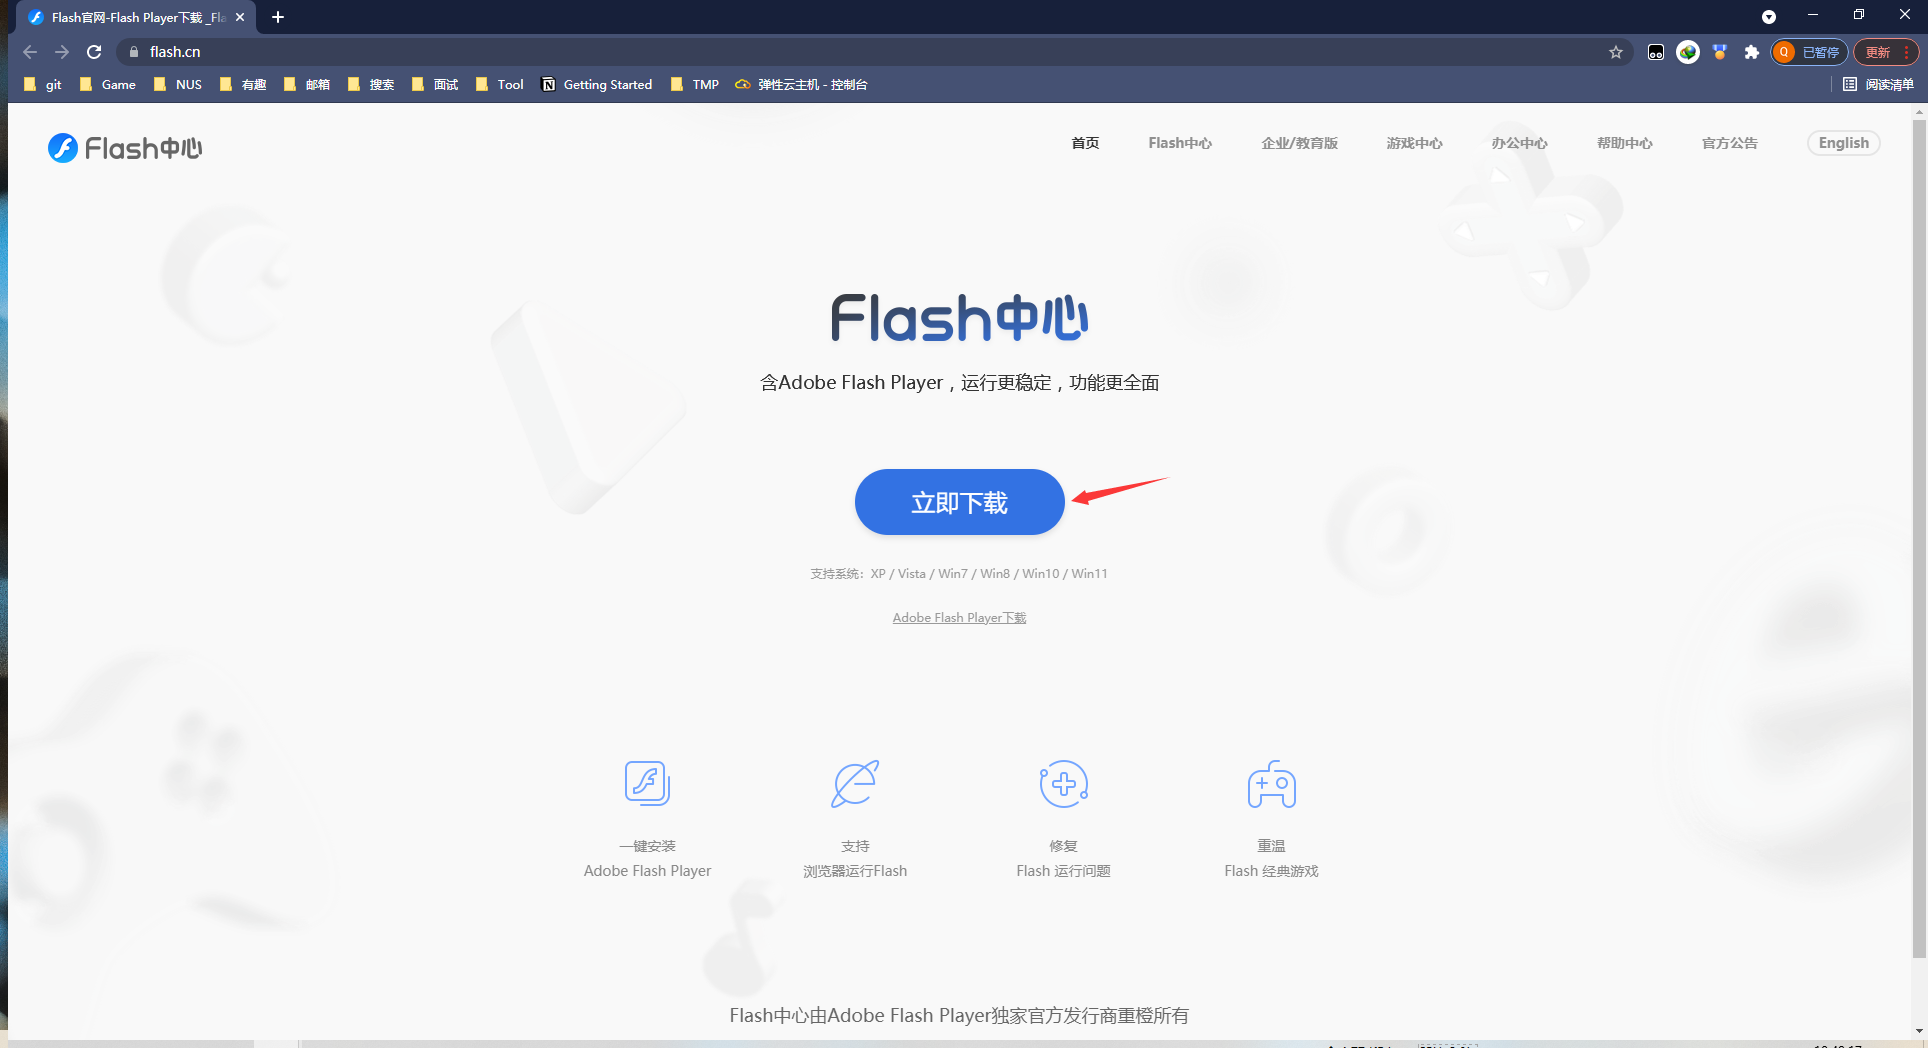 Flash官网-Flash Player下载 _Fla
flash.cn
Q 已暂停 更新
git Game NUS 有趣 邮箱 搜索 面试 Tool Getting Started TMP 弹性云主机 - 控制台 阅读清单
Flash中心
首页 Flash中心 企业/教育版 游戏中心 办公中心 帮助中心 官方公告 English
Flash中心
含Adobe Flash Player，运行更稳定，功能更全面
立即下载
支持系统：XP / Vista / Win7 / Win8 / Win10 / Win11
Adobe Flash Player下载
一键安装 支持 修复 重温
Adobe Flash Player 浏览器运行Flash Flash 运行问题 Flash 经典游戏
Flash中心由Adobe Flash Player独家官方发行商重橙所有